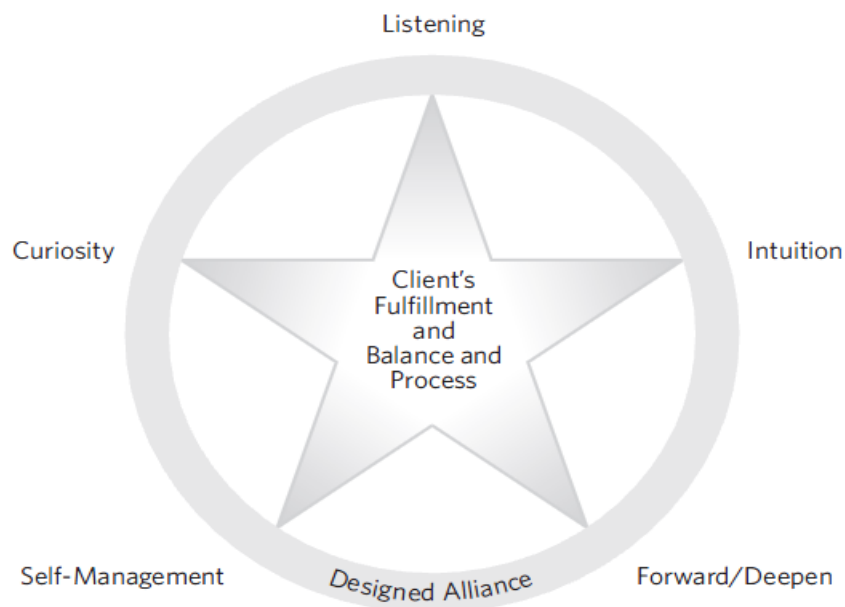 Listening
Curiosity
Intuition
Client's
Fulfillment
and
Balance and
Process
Self-Management
Designed Alliance
Forward/Deepen